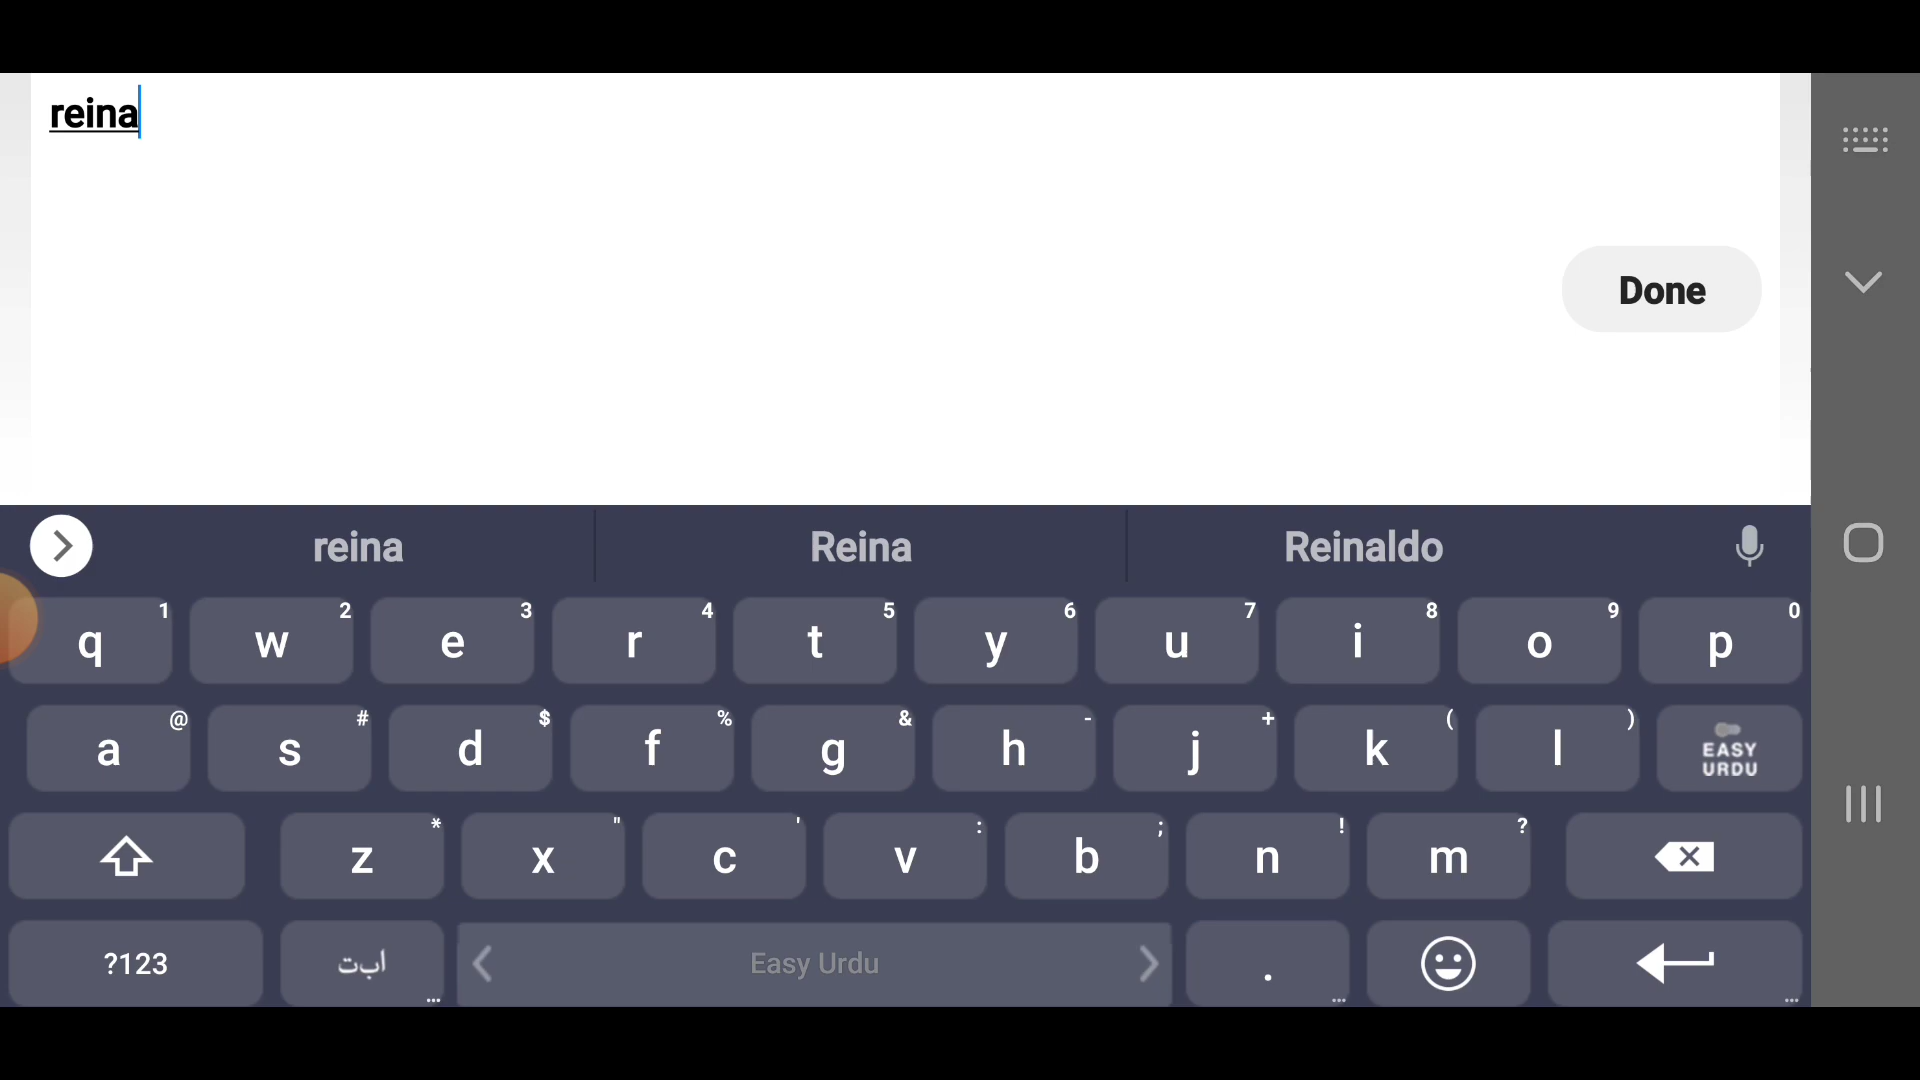 reina
Done
reina Reina Reinaldo
q 1 w 2 e 3 r 4 t 5 y 6 u 7 i 8 o 9 p 0
a @ s # d $ f % g & h - j + k ( l ) EASY URDU
z * x " c ' v : b ; n ! m ?
?123 ابت ... Easy Urdu . ... ...